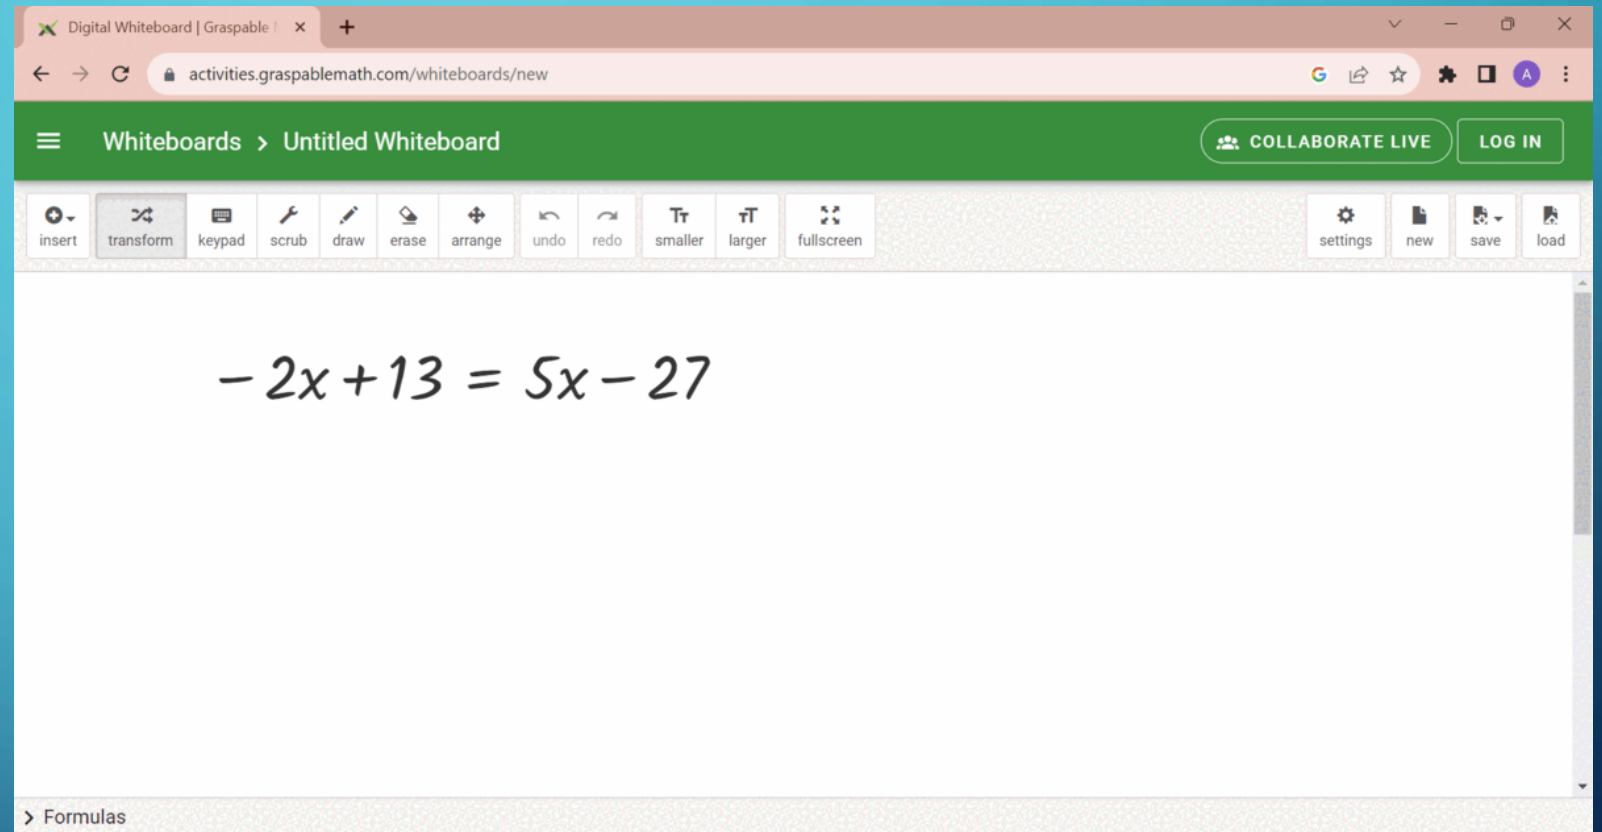 Digital Whiteboard | Graspable
activities.graspablemath.com/whiteboards/new
G
A
Whiteboards > Untitled Whiteboard
COLLABORATE LIVE
LOG IN
insert transform keypad scrub draw erase arrange undo redo smaller larger fullscreen settings new save load
-2x+13 = 5x-27
> Formulas